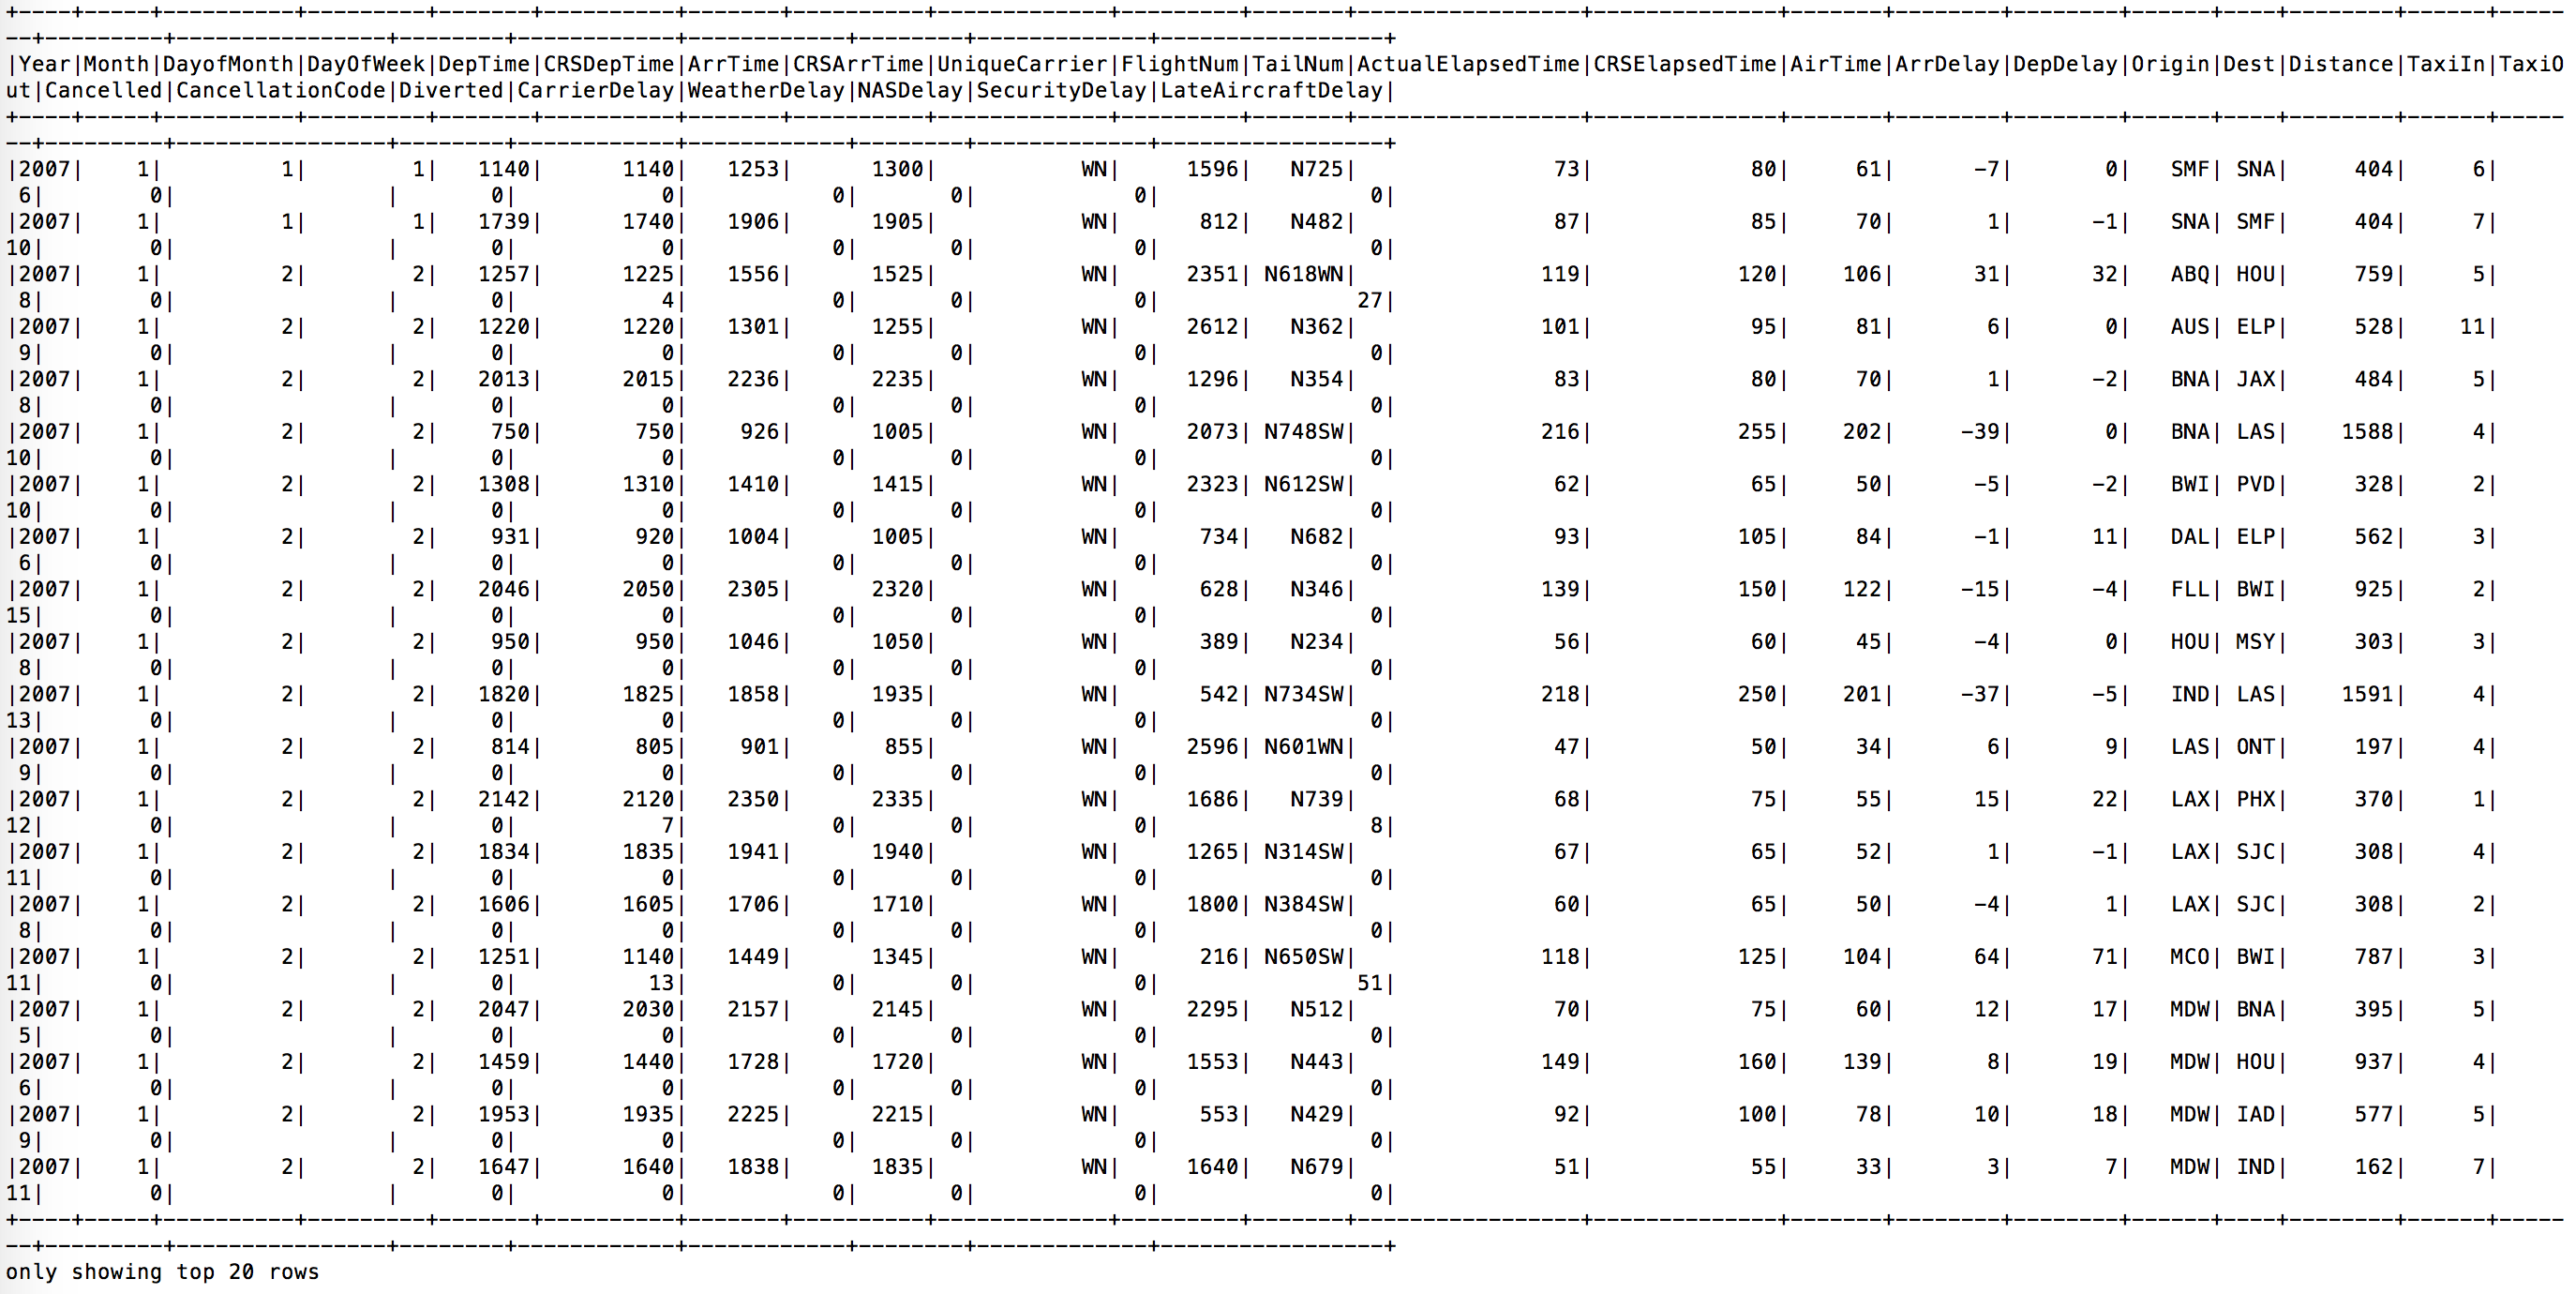 +----+-----+----------+---------+-------+----------+-------+----------+-------------+---------+-------+-----------------+--------------+-------+--------+--------+------+----+--------+------+-----
--+---------+----------------+--------+------------+------------+--------+-------------+-----------------+
|Year|Month|DayofMonth|DayOfWeek|DepTime|CRSDepTime|ArrTime|CRSArrTime|UniqueCarrier|FlightNum|TailNum|ActualElapsedTime|CRSElapsedTime|AirTime|ArrDelay|DepDelay|Origin|Dest|Distance|TaxiIn|TaxiO
ut|Cancelled|CancellationCode|Diverted|CarrierDelay|WeatherDelay|NASDelay|SecurityDelay|LateAircraftDelay|
+----+-----+----------+---------+-------+----------+-------+----------+-------------+---------+-------+-----------------+--------------+-------+--------+--------+------+----+--------+------+-----
--+---------+----------------+--------+------------+------------+--------+-------------+-----------------+
|2007| 1| 1| 1| 1140| 1140| 1253| 1300| WN| 1596| N725| 73| 80| 61| -7| 0| SMF| SNA| 404| 6|
6| 0| | 0| 0| 0| 0| 0| 0|
|2007| 1| 1| 1| 1739| 1740| 1906| 1905| WN| 812| N482| 87| 85| 70| 1| -1| SNA| SMF| 404| 7|
10| 0| | 0| 0| 0| 0| 0| 0|
|2007| 1| 2| 2| 1257| 1225| 1556| 1525| WN| 2351| N618WN| 119| 120| 106| 31| 32| ABQ| HOU| 759| 5|
8| 0| | 0| 4| 0| 0| 0| 27|
|2007| 1| 2| 2| 1220| 1220| 1301| 1255| WN| 2612| N362| 101| 95| 81| 6| 0| AUS| ELP| 528| 11|
9| 0| | 0| 0| 0| 0| 0| 0|
|2007| 1| 2| 2| 2013| 2015| 2236| 2235| WN| 1296| N354| 83| 80| 70| 1| -2| BNA| JAX| 484| 5|
8| 0| | 0| 0| 0| 0| 0| 0|
|2007| 1| 2| 2| 750| 750| 926| 1005| WN| 2073| N748SW| 216| 255| 202| -39| 0| BNA| LAS| 1588| 4|
10| 0| | 0| 0| 0| 0| 0| 0|
|2007| 1| 2| 2| 1308| 1310| 1410| 1415| WN| 2323| N612SW| 62| 65| 50| -5| -2| BWI| PVD| 328| 2|
10| 0| | 0| 0| 0| 0| 0| 0|
|2007| 1| 2| 2| 931| 920| 1004| 1005| WN| 734| N682| 93| 105| 84| -1| 11| DAL| ELP| 562| 3|
6| 0| | 0| 0| 0| 0| 0| 0|
|2007| 1| 2| 2| 2046| 2050| 2305| 2320| WN| 628| N346| 139| 150| 122| -15| -4| FLL| BWI| 925| 2|
15| 0| | 0| 0| 0| 0| 0| 0|
|2007| 1| 2| 2| 950| 950| 1046| 1050| WN| 389| N234| 56| 60| 45| -4| 0| HOU| MSY| 303| 3|
8| 0| | 0| 0| 0| 0| 0| 0|
|2007| 1| 2| 2| 1820| 1825| 1858| 1935| WN| 542| N734SW| 218| 250| 201| -37| -5| IND| LAS| 1591| 4|
13| 0| | 0| 0| 0| 0| 0| 0|
|2007| 1| 2| 2| 814| 805| 901| 855| WN| 2596| N601WN| 47| 50| 34| 6| 9| LAS| ONT| 197| 4|
9| 0| | 0| 0| 0| 0| 0| 0|
|2007| 1| 2| 2| 2142| 2120| 2350| 2335| WN| 1686| N739| 68| 75| 55| 15| 22| LAX| PHX| 370| 1|
12| 0| | 0| 7| 0| 0| 0| 8|
|2007| 1| 2| 2| 1834| 1835| 1941| 1940| WN| 1265| N314SW| 67| 65| 52| 1| -1| LAX| SJC| 308| 4|
11| 0| | 0| 0| 0| 0| 0| 0|
|2007| 1| 2| 2| 1606| 1605| 1706| 1710| WN| 1800| N384SW| 60| 65| 50| -4| 1| LAX| SJC| 308| 2|
8| 0| | 0| 0| 0| 0| 0| 0|
|2007| 1| 2| 2| 1251| 1140| 1449| 1345| WN| 216| N650SW| 118| 125| 104| 64| 71| MCO| BWI| 787| 3|
11| 0| | 0| 13| 0| 0| 0| 51|
|2007| 1| 2| 2| 2047| 2030| 2157| 2145| WN| 2295| N512| 70| 75| 60| 12| 17| MDW| BNA| 395| 5|
5| 0| | 0| 0| 0| 0| 0| 0|
|2007| 1| 2| 2| 1459| 1440| 1728| 1720| WN| 1553| N443| 149| 160| 139| 8| 19| MDW| HOU| 937| 4|
6| 0| | 0| 0| 0| 0| 0| 0|
|2007| 1| 2| 2| 1953| 1935| 2225| 2215| WN| 553| N429| 92| 100| 78| 10| 18| MDW| IAD| 577| 5|
9| 0| | 0| 0| 0| 0| 0| 0|
|2007| 1| 2| 2| 1647| 1640| 1838| 1835| WN| 1640| N679| 51| 55| 33| 3| 7| MDW| IND| 162| 7|
11| 0| | 0| 0| 0| 0| 0| 0|
+----+-----+----------+---------+-------+----------+-------+----------+-------------+---------+-------+-----------------+--------------+-------+--------+--------+------+----+--------+------+-----
--+---------+----------------+--------+------------+------------+--------+-------------+-----------------+
only showing top 20 rows